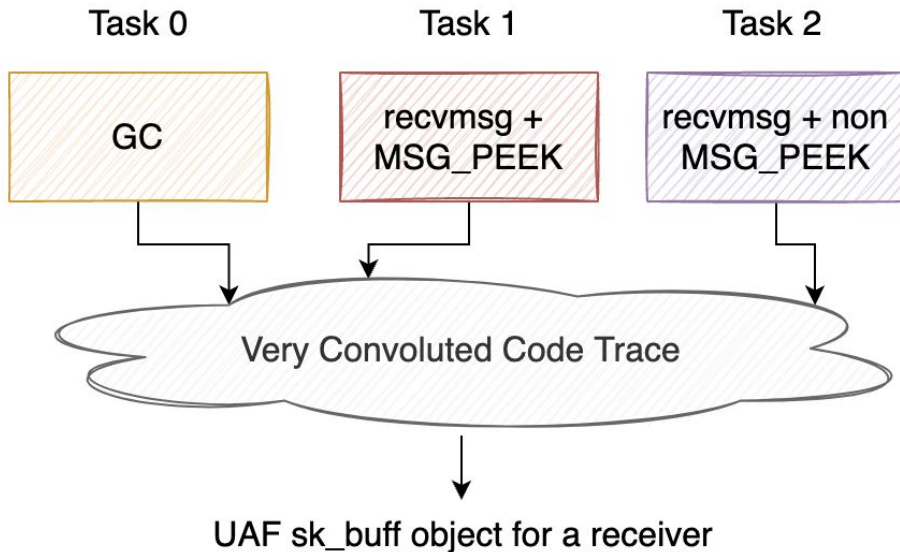 Task 0
Task 1
Task 2
GC
recvmsg +
MSG_PEEK
recvmsg + non
MSG_PEEK
Very Convoluted Code Trace
UAF sk_buff object for a receiver